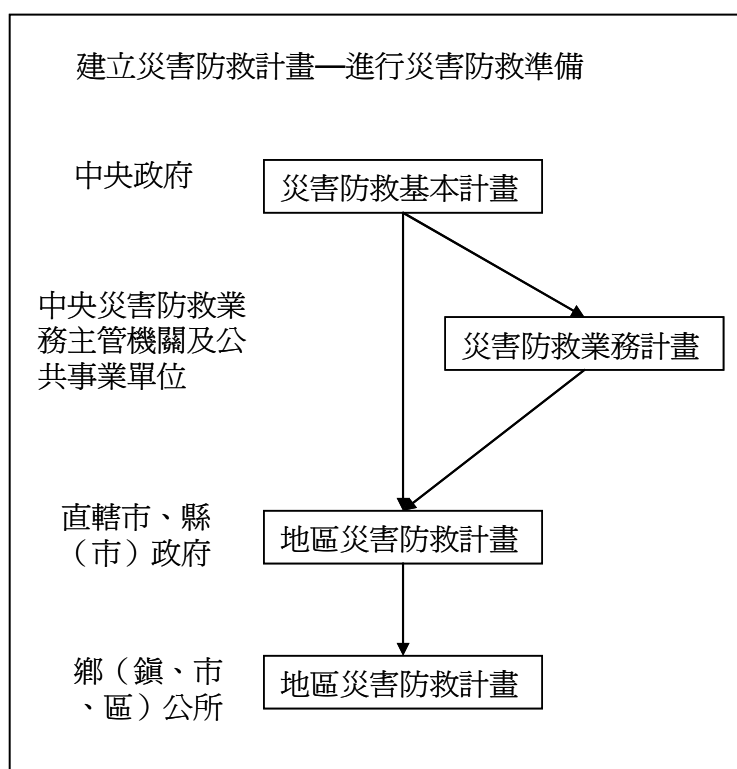 建立災害防救計畫—進行災害防救準備
中央政府
災害防救基本計畫
中央災害防救業
務主管機關及公
共事業單位
災害防救業務計畫
直轄市、縣
（市）政府
地區災害防救計畫
鄉（鎮、市
、區）公所
地區災害防救計畫